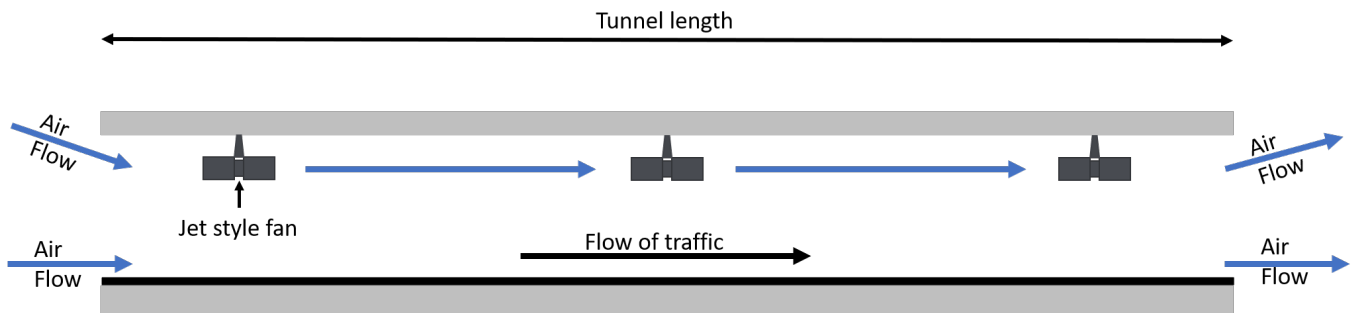 Tunnel length
Air
Flow
Air
Flow
Jet style fan
Air
Flow
Flow of traffic
Air
Flow